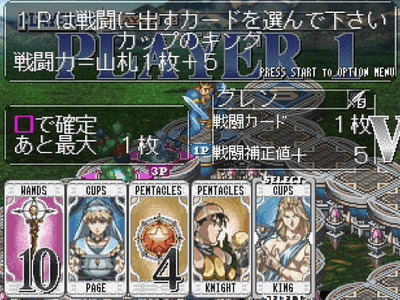 1Pは戦闘に出すカードを選んで下さい
カップのキング
戦闘力=山札1枚+5
PLAYER 1
PRESS START TO OPTION MENU
グレン
□で確定
あと最大 1枚
戦闘カード 1枚
戦闘補正値+ 5
V
1P
3P
SELECT
WANDS
CUPS
PENTACLES
PENTACLES
CUPS
10
4
PAGE
KNIGHT
KING